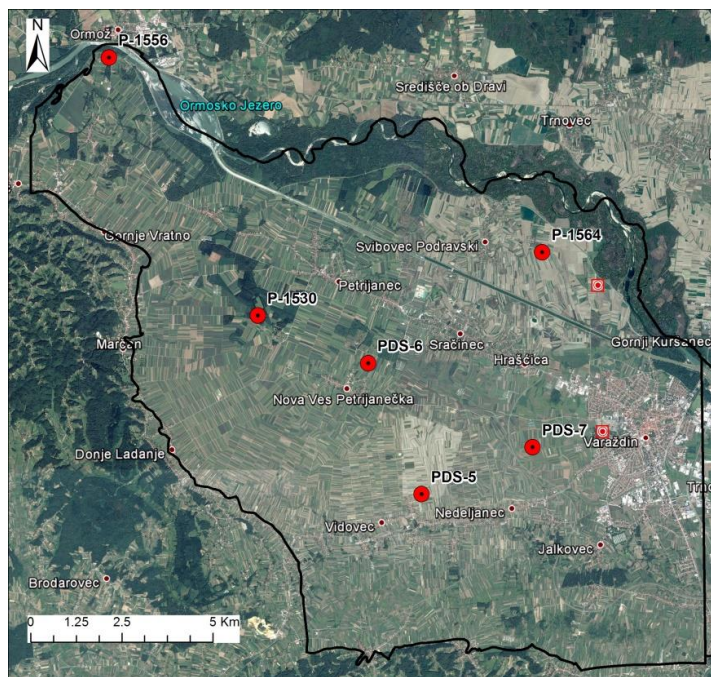 Ormož
N
P-1556
Središče ob Dravi
Ormosko Jezero
Trnovec
Gornje Vratno
Svibovec Podravski
P-1564
Petrijanec
P-1530
Marčan
Sračinec
Gornji Kuršanec
PDS-6
Hrašćica
Nova Ves Petrijanečka
PDS-7
Varaždin
Donje Ladanje
PDS-5
Trno
Nedeljanec
Vidovec
Jalkovec
Brodarovec
0 1.25 2.5 5 Km